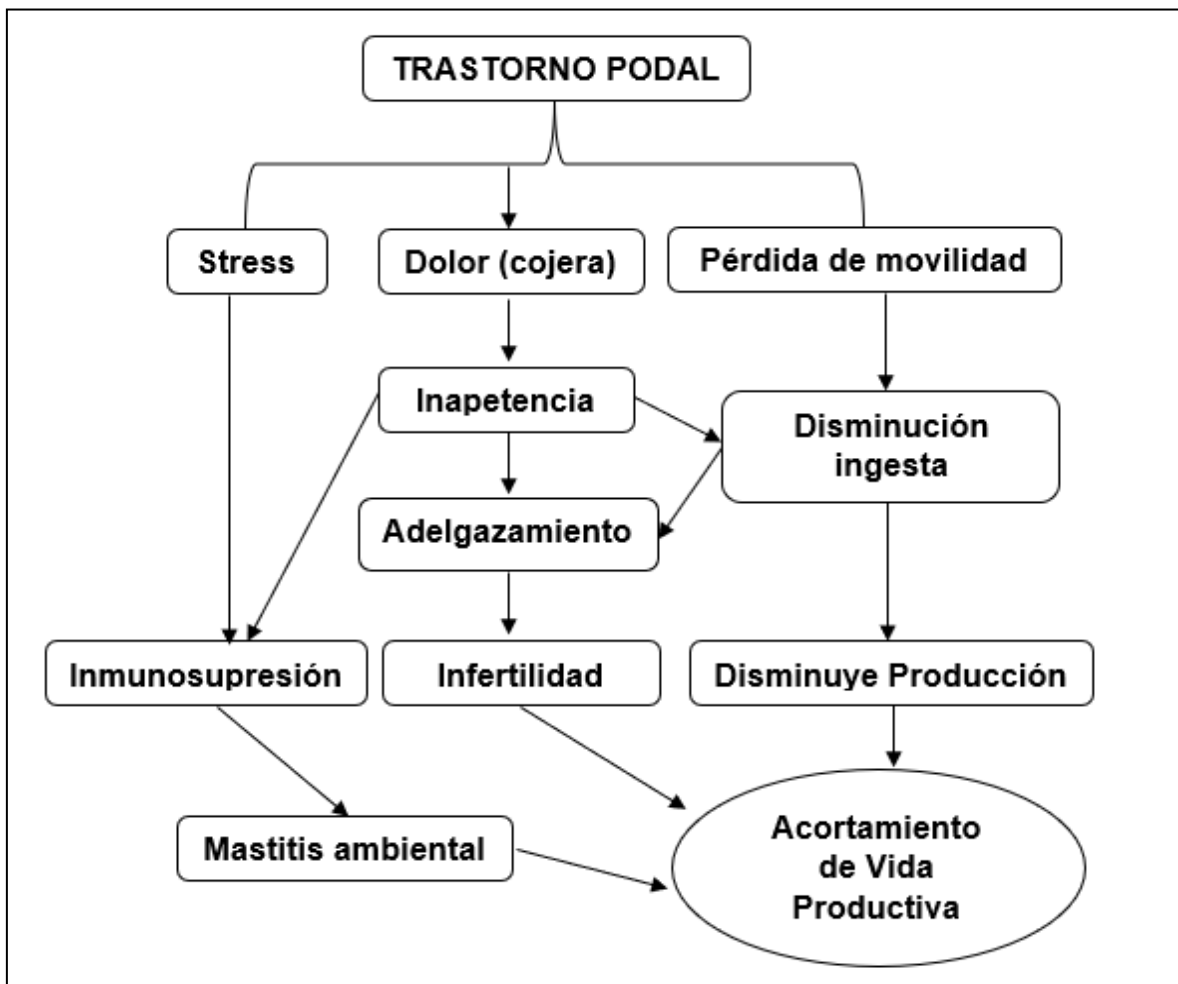 TRASTORNO PODAL
Stress
Dolor (cojera)
Pérdida de movilidad
Inapetencia
Disminución
ingesta
Adelgazamiento
Inmunosupresión
Infertilidad
Disminuye Producción
Mastitis ambiental
Acortamiento
de Vida
Productiva